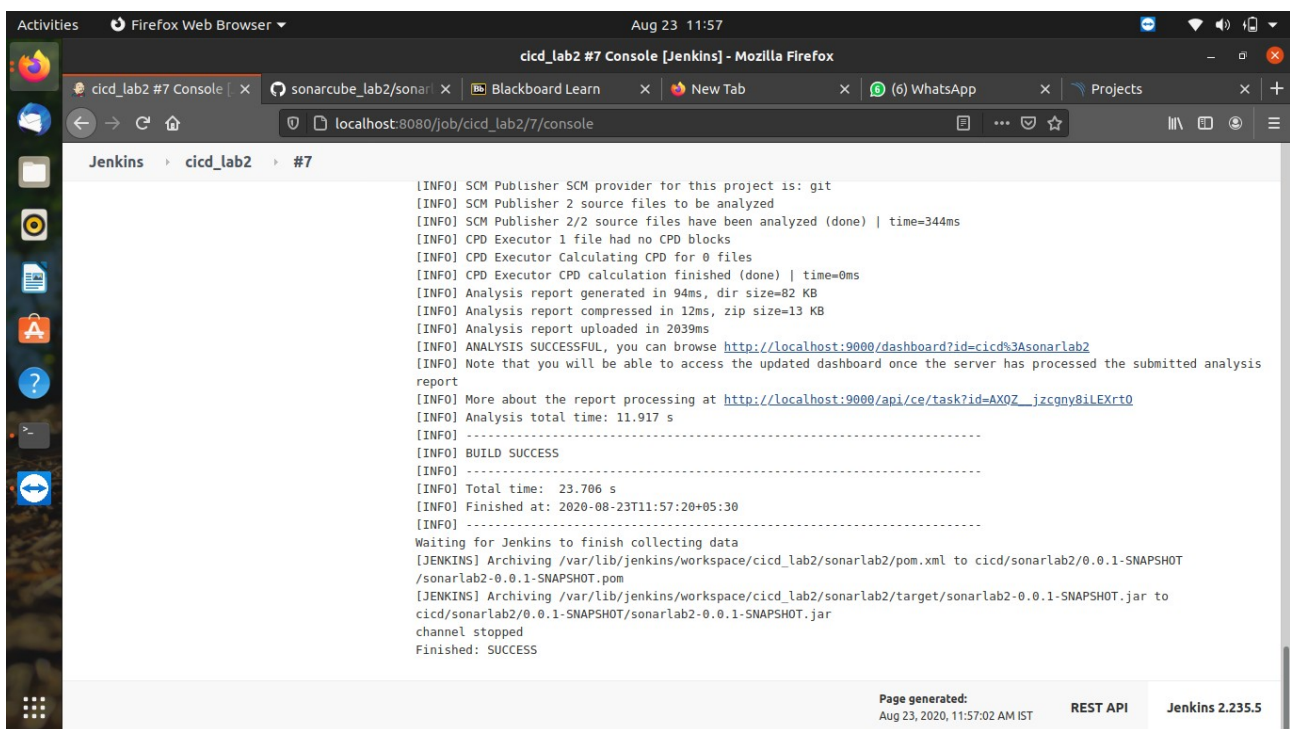 Activities Firefox Web Browser Aug 23 11:57
cicd_lab2 #7 Console [Jenkins] - Mozilla Firefox
cicd_lab2 #7 Console [ sonarcube_lab2/sonarl Bb Blackboard Learn New Tab (6) WhatsApp Projects
localhost:8080/job/cicd_lab2/7/console
Jenkins cicd_lab2 #7
[INFO] SCM Publisher SCM provider for this project is: git
[INFO] SCM Publisher 2 source files to be analyzed
[INFO] SCM Publisher 2/2 source files have been analyzed (done) | time=344ms
[INFO] CPD Executor 1 file had no CPD blocks
[INFO] CPD Executor Calculating CPD for 0 files
[INFO] CPD Executor CPD calculation finished (done) | time=0ms
[INFO] Analysis report generated in 94ms, dir size=82 KB
[INFO] Analysis report compressed in 12ms, zip size=13 KB
[INFO] Analysis report uploaded in 2039ms
[INFO] ANALYSIS SUCCESSFUL, you can browse http://localhost:9000/dashboard?id=cicd%3Asonarlab2
[INFO] Note that you will be able to access the updated dashboard once the server has processed the submitted analysis
report
[INFO] More about the report processing at http://localhost:9000/api/ce/task?id=AXQZ__jzcgny8iLEXrtO
[INFO] Analysis total time: 11.917 s
[INFO] ------------------------------------------------------------------------
[INFO] BUILD SUCCESS
[INFO] ------------------------------------------------------------------------
[INFO] Total time:  23.706 s
[INFO] Finished at: 2020-08-23T11:57:20+05:30
[INFO] ------------------------------------------------------------------------
Waiting for Jenkins to finish collecting data
[JENKINS] Archiving /var/lib/jenkins/workspace/cicd_lab2/sonarlab2/pom.xml to cicd/sonarlab2/0.0.1-SNAPSHOT
/sonarlab2-0.0.1-SNAPSHOT.pom
[JENKINS] Archiving /var/lib/jenkins/workspace/cicd_lab2/sonarlab2/target/sonarlab2-0.0.1-SNAPSHOT.jar to
cicd/sonarlab2/0.0.1-SNAPSHOT/sonarlab2-0.0.1-SNAPSHOT.jar
channel stopped
Finished: SUCCESS
Page generated:
Aug 23, 2020, 11:57:02 AM IST
REST API
Jenkins 2.235.5